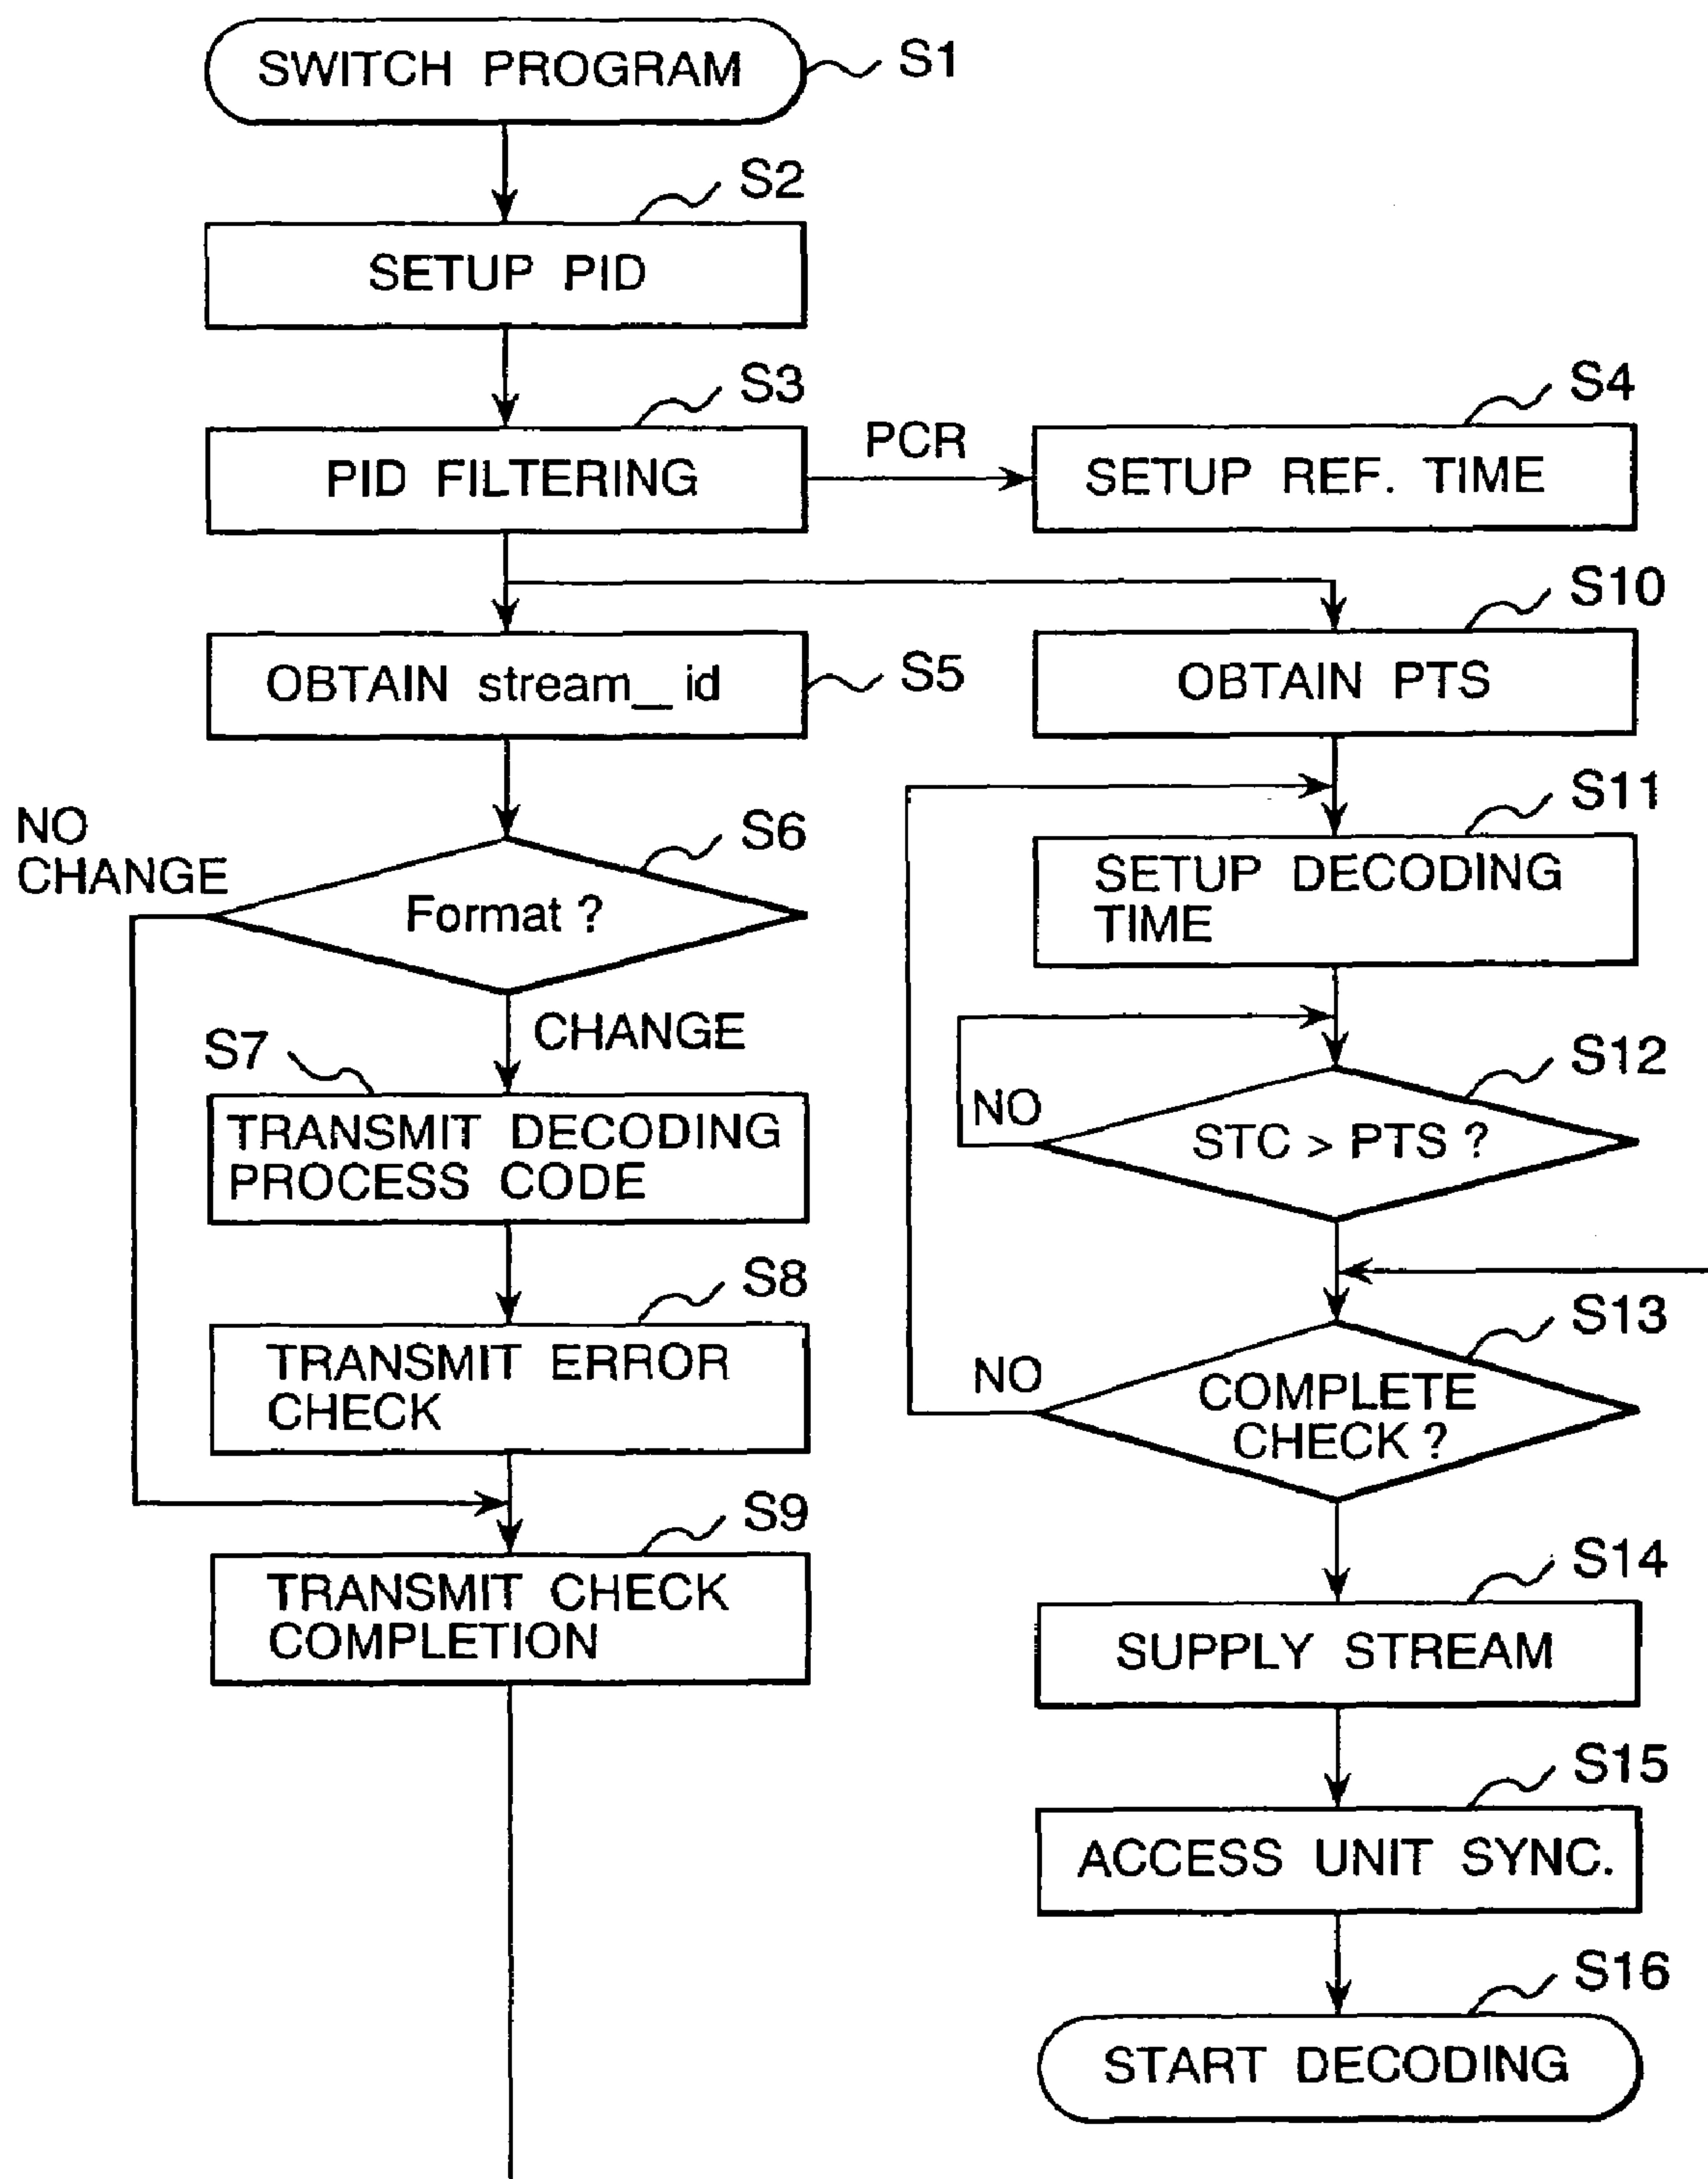 SWITCH PROGRAM
S1
S2
SETUP PID
S3
PID FILTERING
PCR
S4
SETUP REF. TIME
OBTAIN stream_id
S5
NO
CHANGE
S6
Format ?
CHANGE
S7
TRANSMIT DECODING
PROCESS CODE
S8
TRANSMIT ERROR
CHECK
S9
TRANSMIT CHECK
COMPLETION
S10
OBTAIN PTS
S11
SETUP DECODING
TIME
S12
NO
STC > PTS ?
S13
NO
COMPLETE
CHECK ?
S14
SUPPLY STREAM
S15
ACCESS UNIT SYNC.
S16
START DECODING